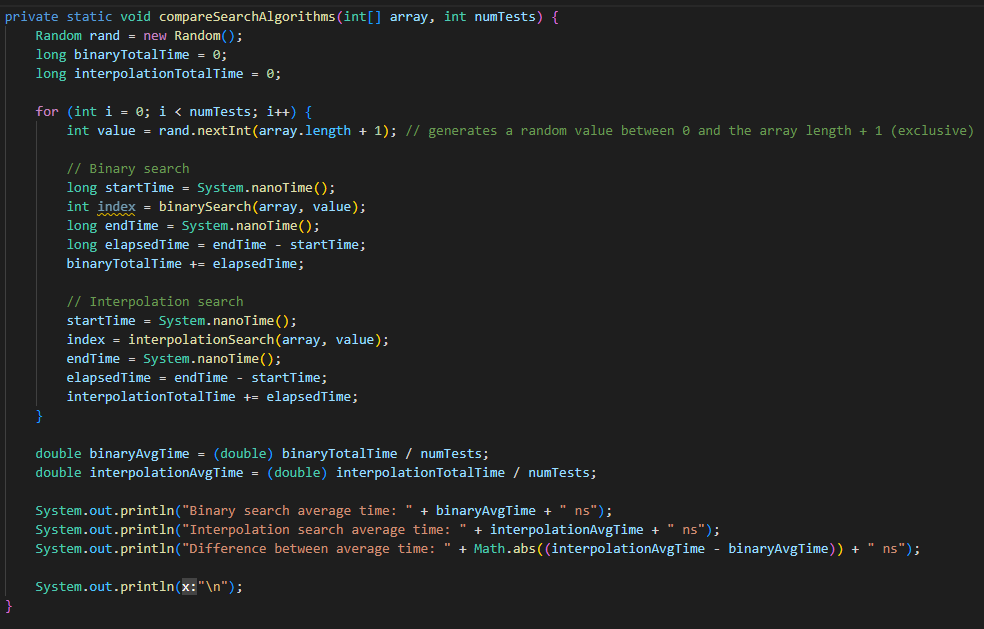 private static void compareSearchAlgorithms(int[] array, int numTests) {
    Random rand = new Random();
    long binaryTotalTime = 0;
    long interpolationTotalTime = 0;

    for (int i = 0; i < numTests; i++) {
        int value = rand.nextInt(array.length + 1); // generates a random value between 0 and the array length + 1 (exclusive)

        // Binary search
        long startTime = System.nanoTime();
        int index = binarySearch(array, value);
        long endTime = System.nanoTime();
        long elapsedTime = endTime - startTime;
        binaryTotalTime += elapsedTime;

        // Interpolation search
        startTime = System.nanoTime();
        index = interpolationSearch(array, value);
        endTime = System.nanoTime();
        elapsedTime = endTime - startTime;
        interpolationTotalTime += elapsedTime;
    }

    double binaryAvgTime = (double) binaryTotalTime / numTests;
    double interpolationAvgTime = (double) interpolationTotalTime / numTests;

    System.out.println("Binary search average time: " + binaryAvgTime + " ns");
    System.out.println("Interpolation search average time: " + interpolationAvgTime + " ns");
    System.out.println("Difference between average time: " + Math.abs((interpolationAvgTime - binaryAvgTime)) + " ns");

    System.out.println(x:"\n");
}